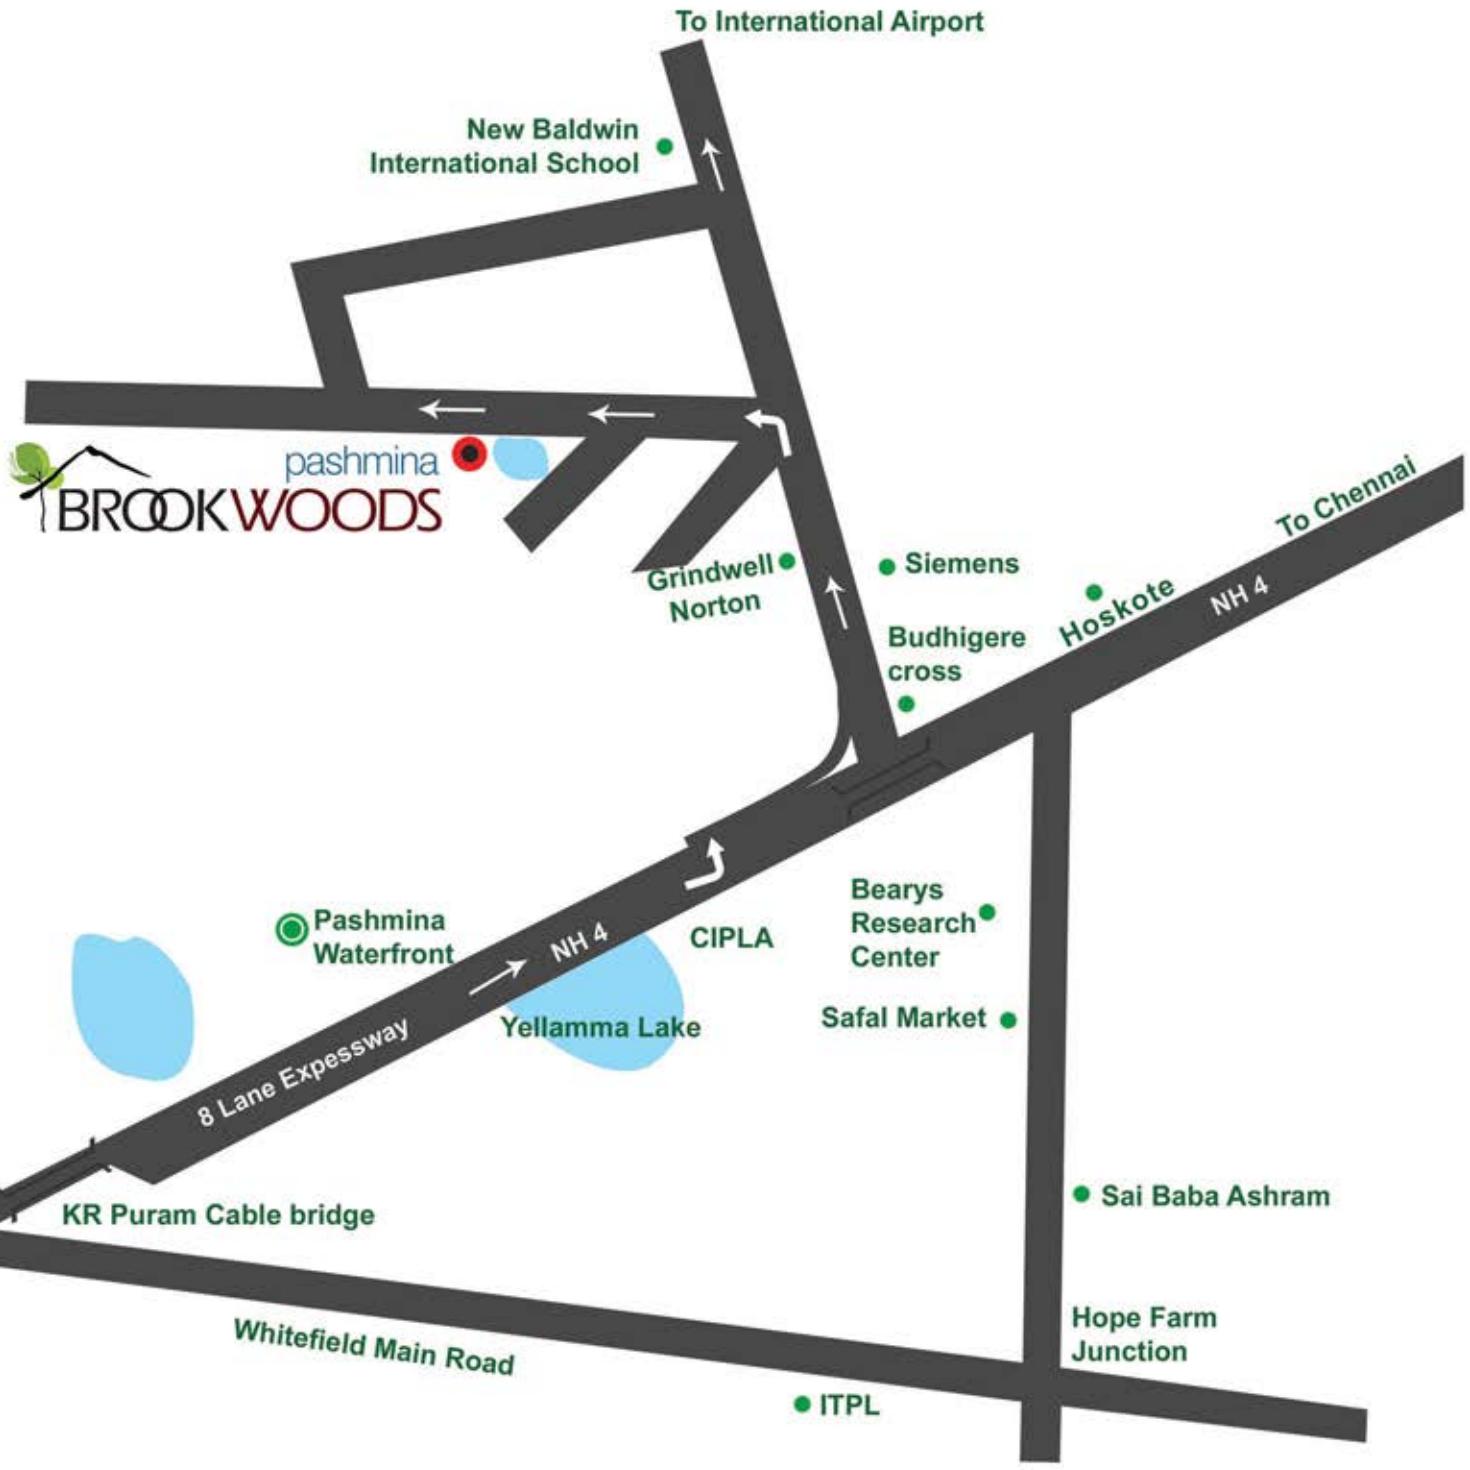 To International Airport
New Baldwin
International School
pashmina
BROOKWOODS
Grindwell
Norton
Siemens
Budhigere
cross
Hoskote
To Chennai
NH 4
Pashmina
Waterfront
NH 4
CIPLA
Bearys
Research
Center
Yellamma Lake
Safal Market
8 Lane Expessway
KR Puram Cable bridge
Sai Baba Ashram
Hope Farm
Junction
Whitefield Main Road
ITPL